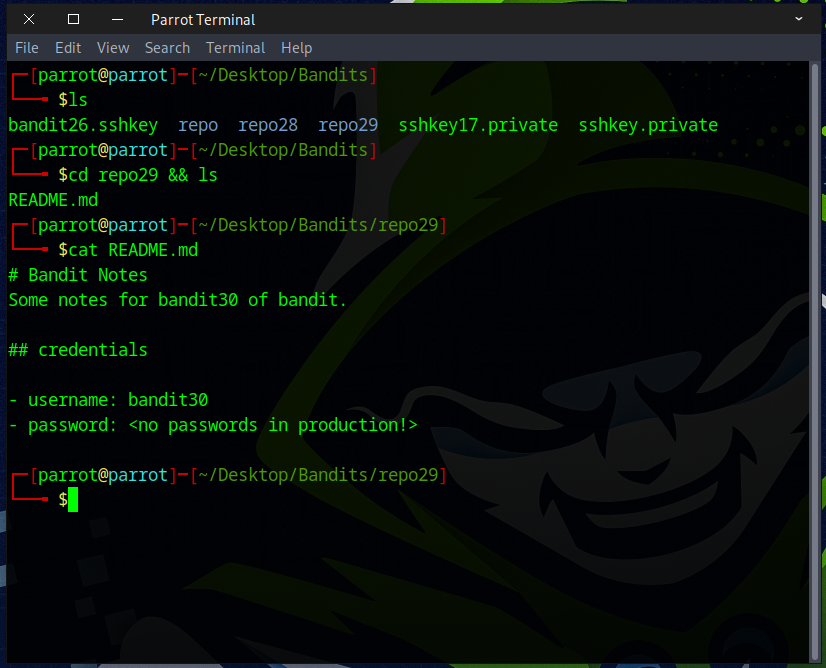 Parrot Terminal
File Edit View Search Terminal Help
[parrot@parrot]─[~/Desktop/Bandits]
$ls
bandit26.sshkey repo repo28 repo29 sshkey17.private sshkey.private
[parrot@parrot]─[~/Desktop/Bandits]
$cd repo29 && ls
README.md
[parrot@parrot]─[~/Desktop/Bandits/repo29]
$cat README.md
# Bandit Notes
Some notes for bandit30 of bandit.
## credentials
- username: bandit30
- password: <no passwords in production!>
[parrot@parrot]─[~/Desktop/Bandits/repo29]
$